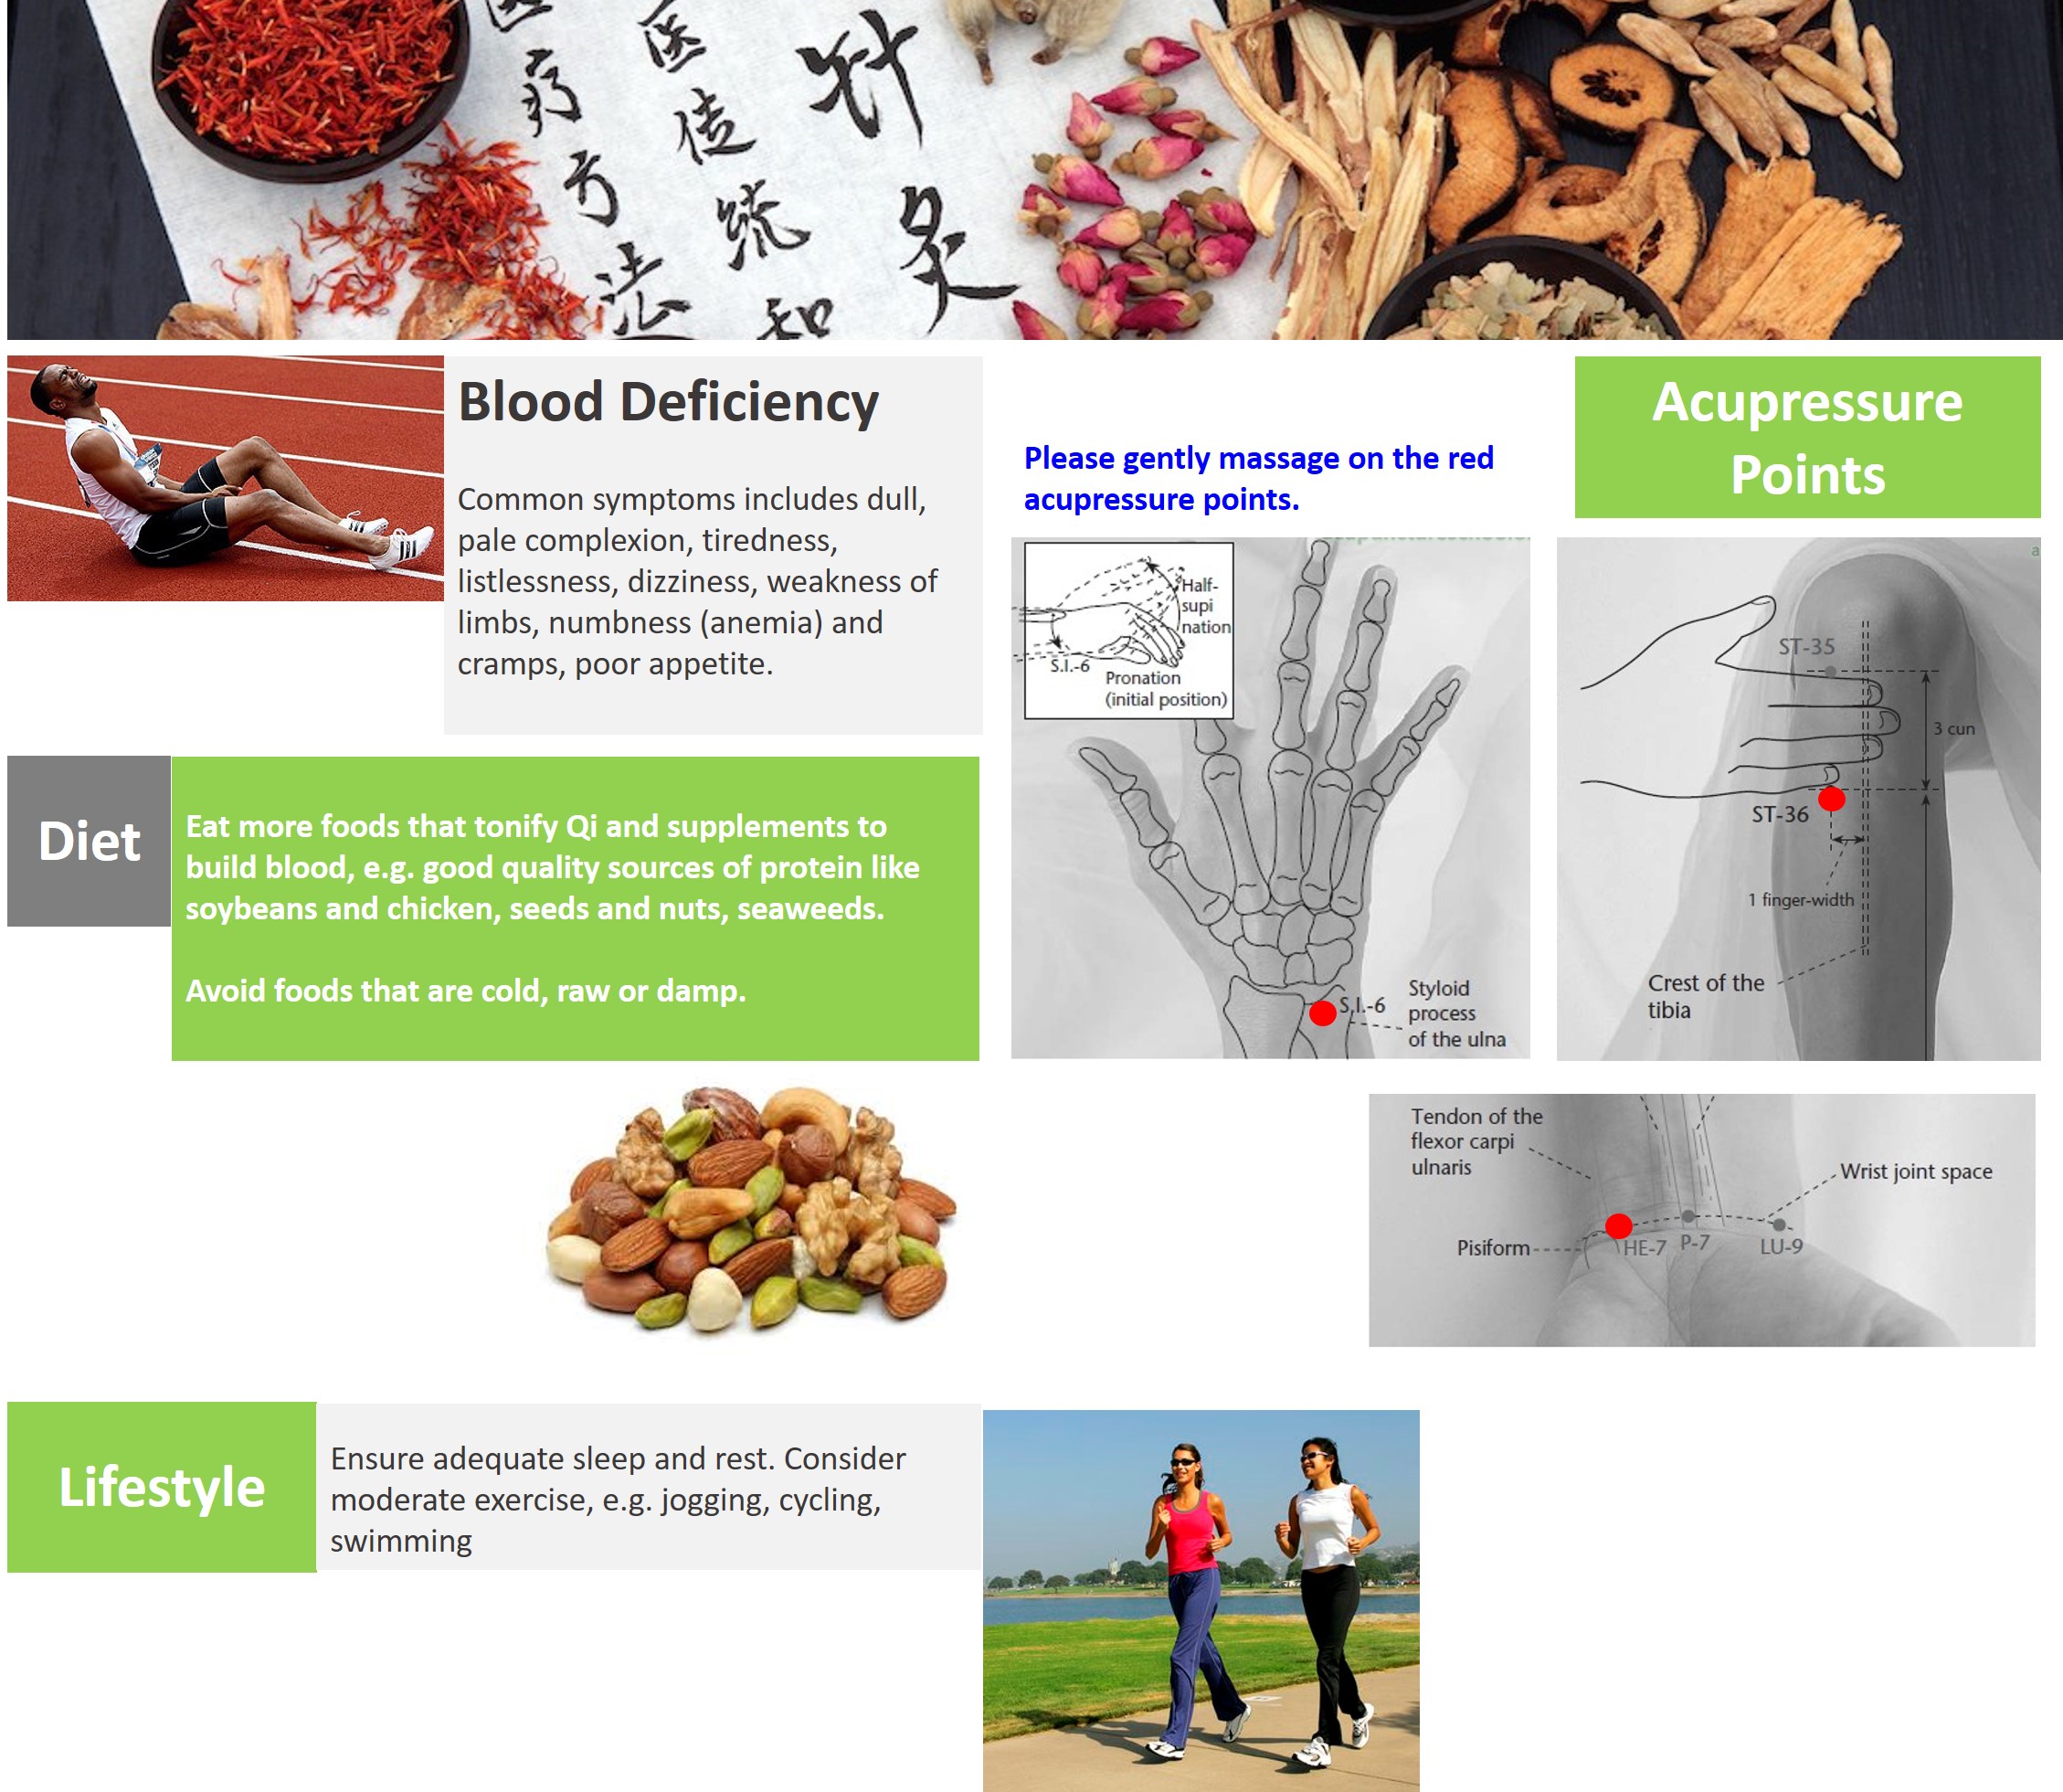 医疗方法
医传统和
针灸
Blood Deficiency
Common symptoms includes dull,
pale complexion, tiredness,
listlessness, dizziness, weakness of
limbs, numbness (anemia) and
cramps, poor appetite.
Diet
Eat more foods that tonify Qi and supplements to
build blood, e.g. good quality sources of protein like
soybeans and chicken, seeds and nuts, seaweeds.
Avoid foods that are cold, raw or damp.
Lifestyle
Ensure adequate sleep and rest. Consider
moderate exercise, e.g. jogging, cycling,
swimming
Acupressure
Points
Please gently massage on the red
acupressure points.
Half-
supi
nation
S.I.-6
Pronation
(initial position)
S.I.-6
Styloid
process
of the ulna
ST-35
3 cun
ST-36
1 finger-width
Crest of the
tibia
Tendon of the
flexor carpi
ulnaris
Wrist joint space
Pisiform
HE-7
P-7
LU-9